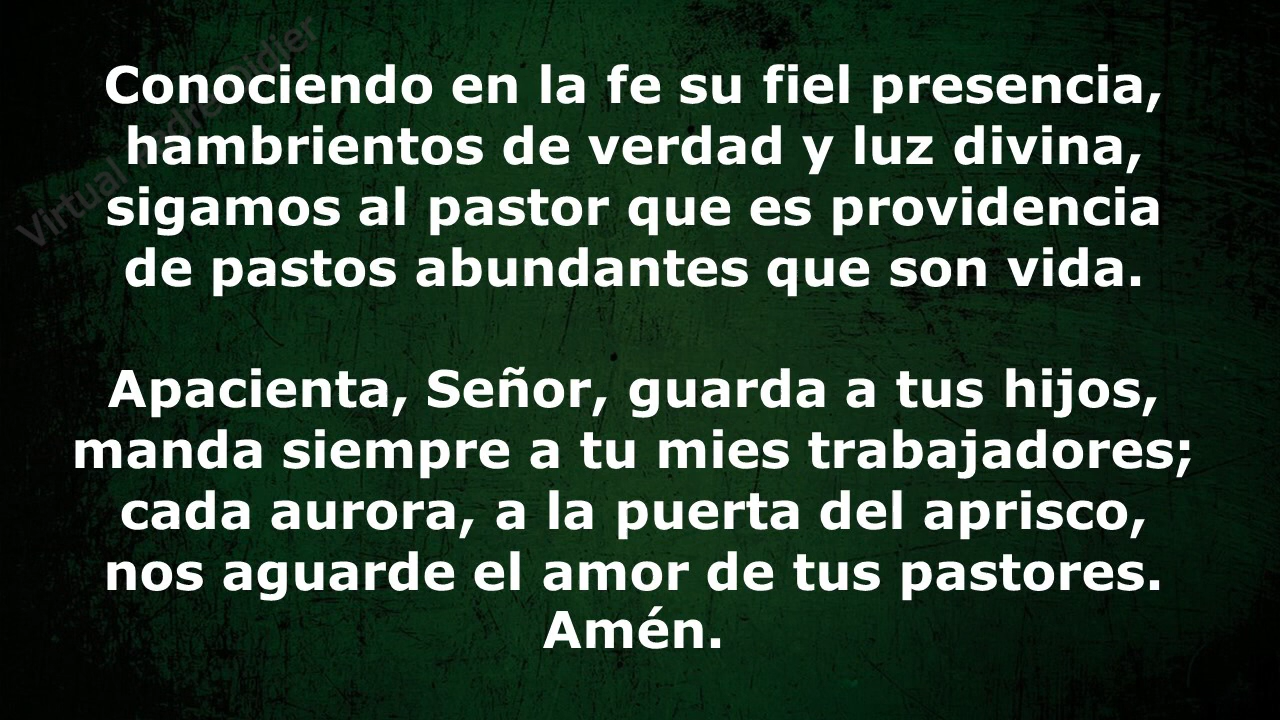 Conociendo en la fe su fiel presencia,
hambrientos de verdad y luz divina,
sigamos al pastor que es providencia
de pastos abundantes que son vida.
Apacienta, Señor, guarda a tus hijos,
manda siempre a tu mies trabajadores;
cada aurora, a la puerta del aprisco,
nos aguarde el amor de tus pastores.
Amén.